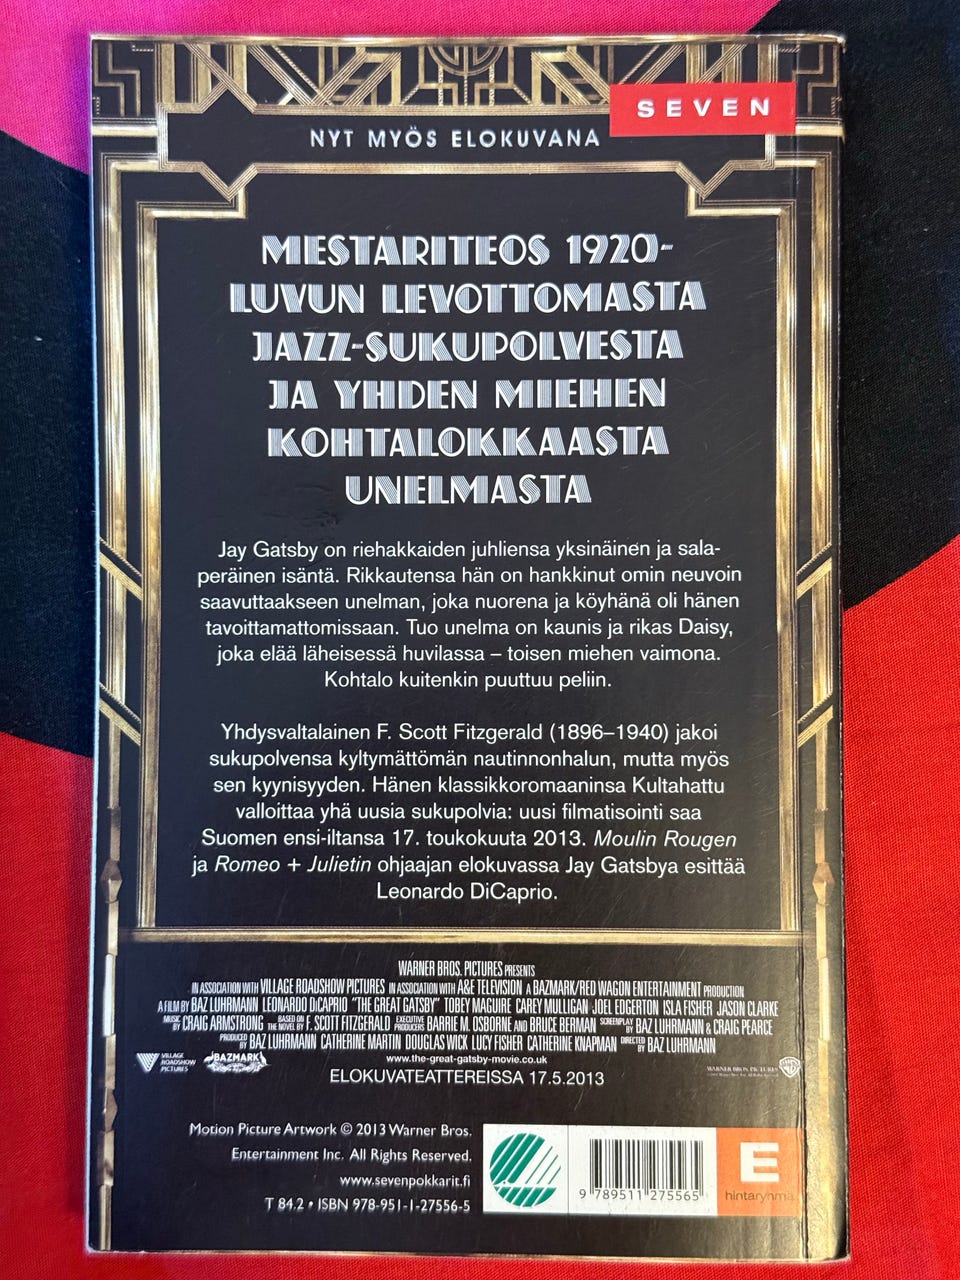 SEVEN
NYT MYÖS ELOKUVANA
MESTARITEOS 1920-
LUVUN LEVOTTOMASTA
JAZZ-SUKUPOLVESTA
JA YHDEN MIEHEN
KOHTALOKKAASTA
UNELMASTA
Jay Gatsby on riehakkaiden juhliensa yksinäinen ja sala-
peräinen isäntä. Rikkautensa hän on hankkinut omin neuvoin
saavuttaakseen unelman, joka nuorena ja köyhänä oli hänen
tavoittamattomissaan. Tuo unelma on kaunis ja rikas Daisy,
joka elää läheisessä huvilassa – toisen miehen vaimona.
Kohtalo kuitenkin puuttuu peliin.
Yhdysvaltalainen F. Scott Fitzgerald (1896–1940) jakoi
sukupolvensa kyltymättömän nautinnonhalun, mutta myös
sen kyynisyyden. Hänen klassikkoromaaninsa Kultahattu
valloittaa yhä uusia sukupolvia: uusi filmatisointi saa
Suomen ensi-iltansa 17. toukokuuta 2013. Moulin Rougen
ja Romeo + Julietin ohjaajan elokuvassa Jay Gatsbya esittää
Leonardo DiCaprio.
WARNER BROS. PICTURES PRESENTS
IN ASSOCIATION WITH VILLAGE ROADSHOW PICTURES IN ASSOCIATION WITH A&E TELEVISION A BAZMARK/RED WAGON ENTERTAINMENT PRODUCTION
A FILM BY BAZ LUHRMANN LEONARDO DiCAPRIO "THE GREAT GATSBY" TOBEY MAGUIRE CAREY MULLIGAN JOEL EDGERTON ISLA FISHER JASON CLARKE
MUSIC BY CRAIG ARMSTRONG BASED ON THE NOVEL BY F. SCOTT FITZGERALD EXECUTIVE PRODUCERS BARRIE M. OSBORNE AND BRUCE BERMAN SCREENPLAY BY BAZ LUHRMANN & CRAIG PEARCE
PRODUCED BY BAZ LUHRMANN CATHERINE MARTIN DOUGLAS WICK LUCY FISHER CATHERINE KNAPMAN DIRECTED BY BAZ LUHRMANN
VILLAGE ROADSHOW PICTURES
BAZMARK
www.the-great-gatsby-movie.co.uk
WARNER BROS. PICTURES
ELOKUVATEATTEREISSA 17.5.2013
Motion Picture Artwork © 2013 Warner Bros.
Entertainment Inc. All Rights Reserved.
www.sevenpokkarit.fi
T 84.2 • ISBN 978-951-1-27556-5
9 789511 275565
E
hintaryhmä